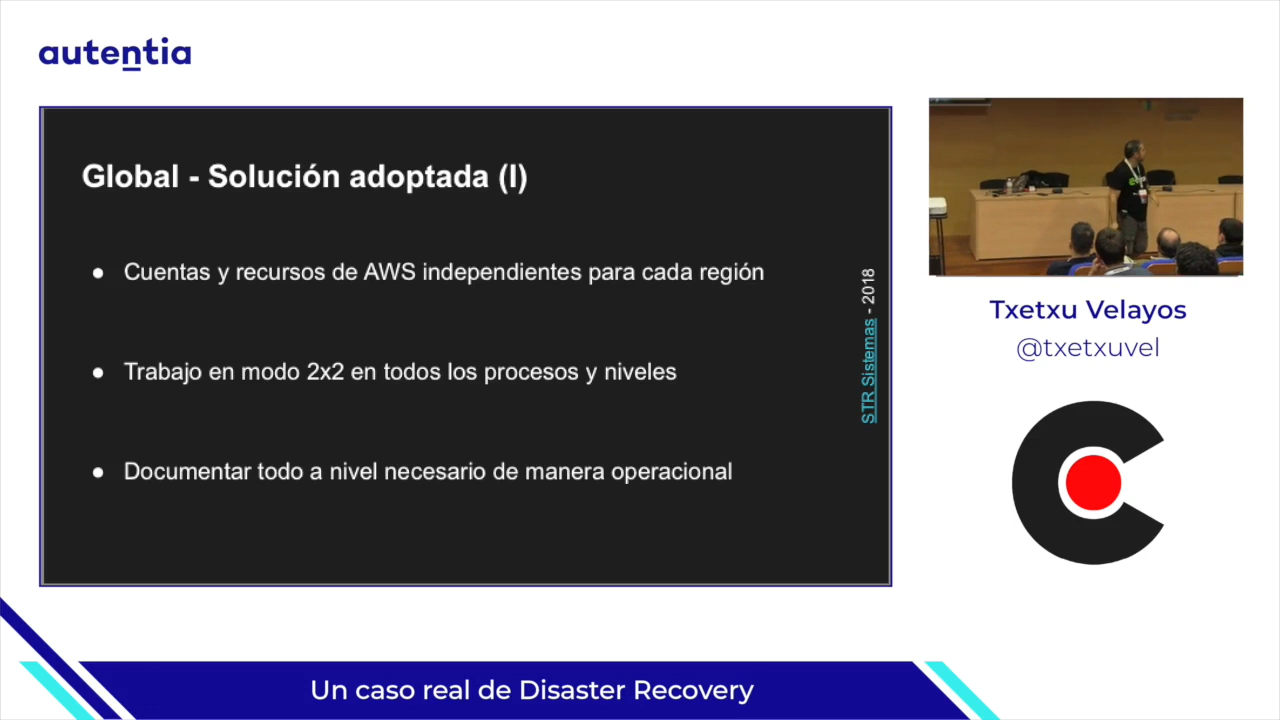 autentia
Global - Solución adoptada (I)
● Cuentas y recursos de AWS independientes para cada región
● Trabajo en modo 2x2 en todos los procesos y niveles
● Documentar todo a nivel necesario de manera operacional
STR Sistemas - 2018
Txetxu Velayos
@txetxuvel
Un caso real de Disaster Recovery